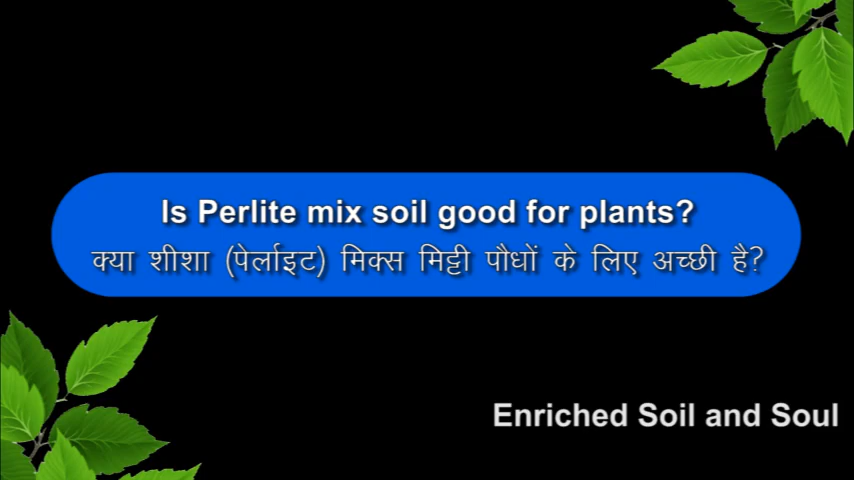 Is Perlite mix soil good for plants?
क्या शीशा (पेर्लाइट) मिक्स मिट्टी पौधों के लिए अच्छी है?
Enriched Soil and Soul